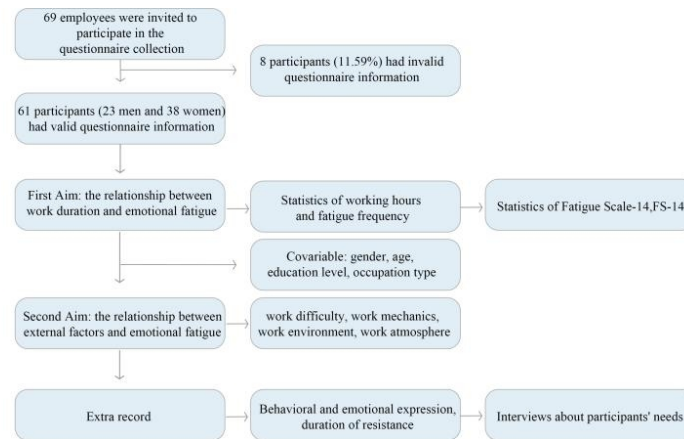 69 employees were invited to
participate in the
questionnaire collection
8 participants (11.59%) had invalid
questionnaire information
61 participants (23 men and 38 women)
had valid questionnaire information
First Aim: the relationship between
work duration and emotional fatigue
Statistics of working hours
and fatigue frequency
Statistics of Fatigue Scale-14,FS-14
Covariable: gender, age,
education level, occupation type
Second Aim: the relationship between
external factors and emotional fatigue
work difficulty, work mechanics,
work environment, work atmosphere
Extra record
Behavioral and emotional expression,
duration of resistance
Interviews about participants' needs